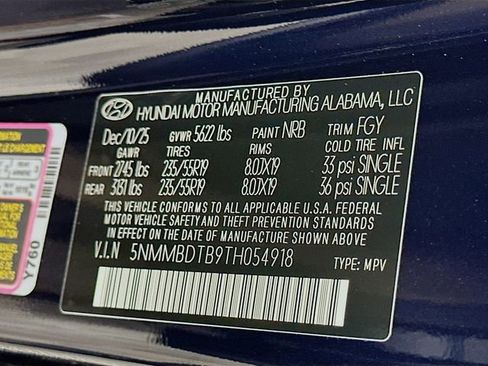 MANUFACTURED BY
HYUNDAI MOTOR MANUFACTURING ALABAMA, LLC
Dec/10/25 GVWR 5622 lbs PAINT NRB TRIM FGY
GAWR TIRES RIMS COLD TIRE INFL
FRONT 2745 lbs 235/55R19 8.0JX19 33 psi SINGLE
REAR 3131 lbs 235/55R19 8.0JX19 36 psi SINGLE
THIS VEHICLE CONFORMS TO ALL APPLICABLE U.S.A. FEDERAL
MOTOR VEHICLE SAFETY AND THEFT PREVENTION STANDARDS
IN EFFECT ON THE DATE OF MANUFACTURE SHOWN ABOVE.
V.I.N 5NMMBDTB9TH054918 TYPE: MPV
Y760